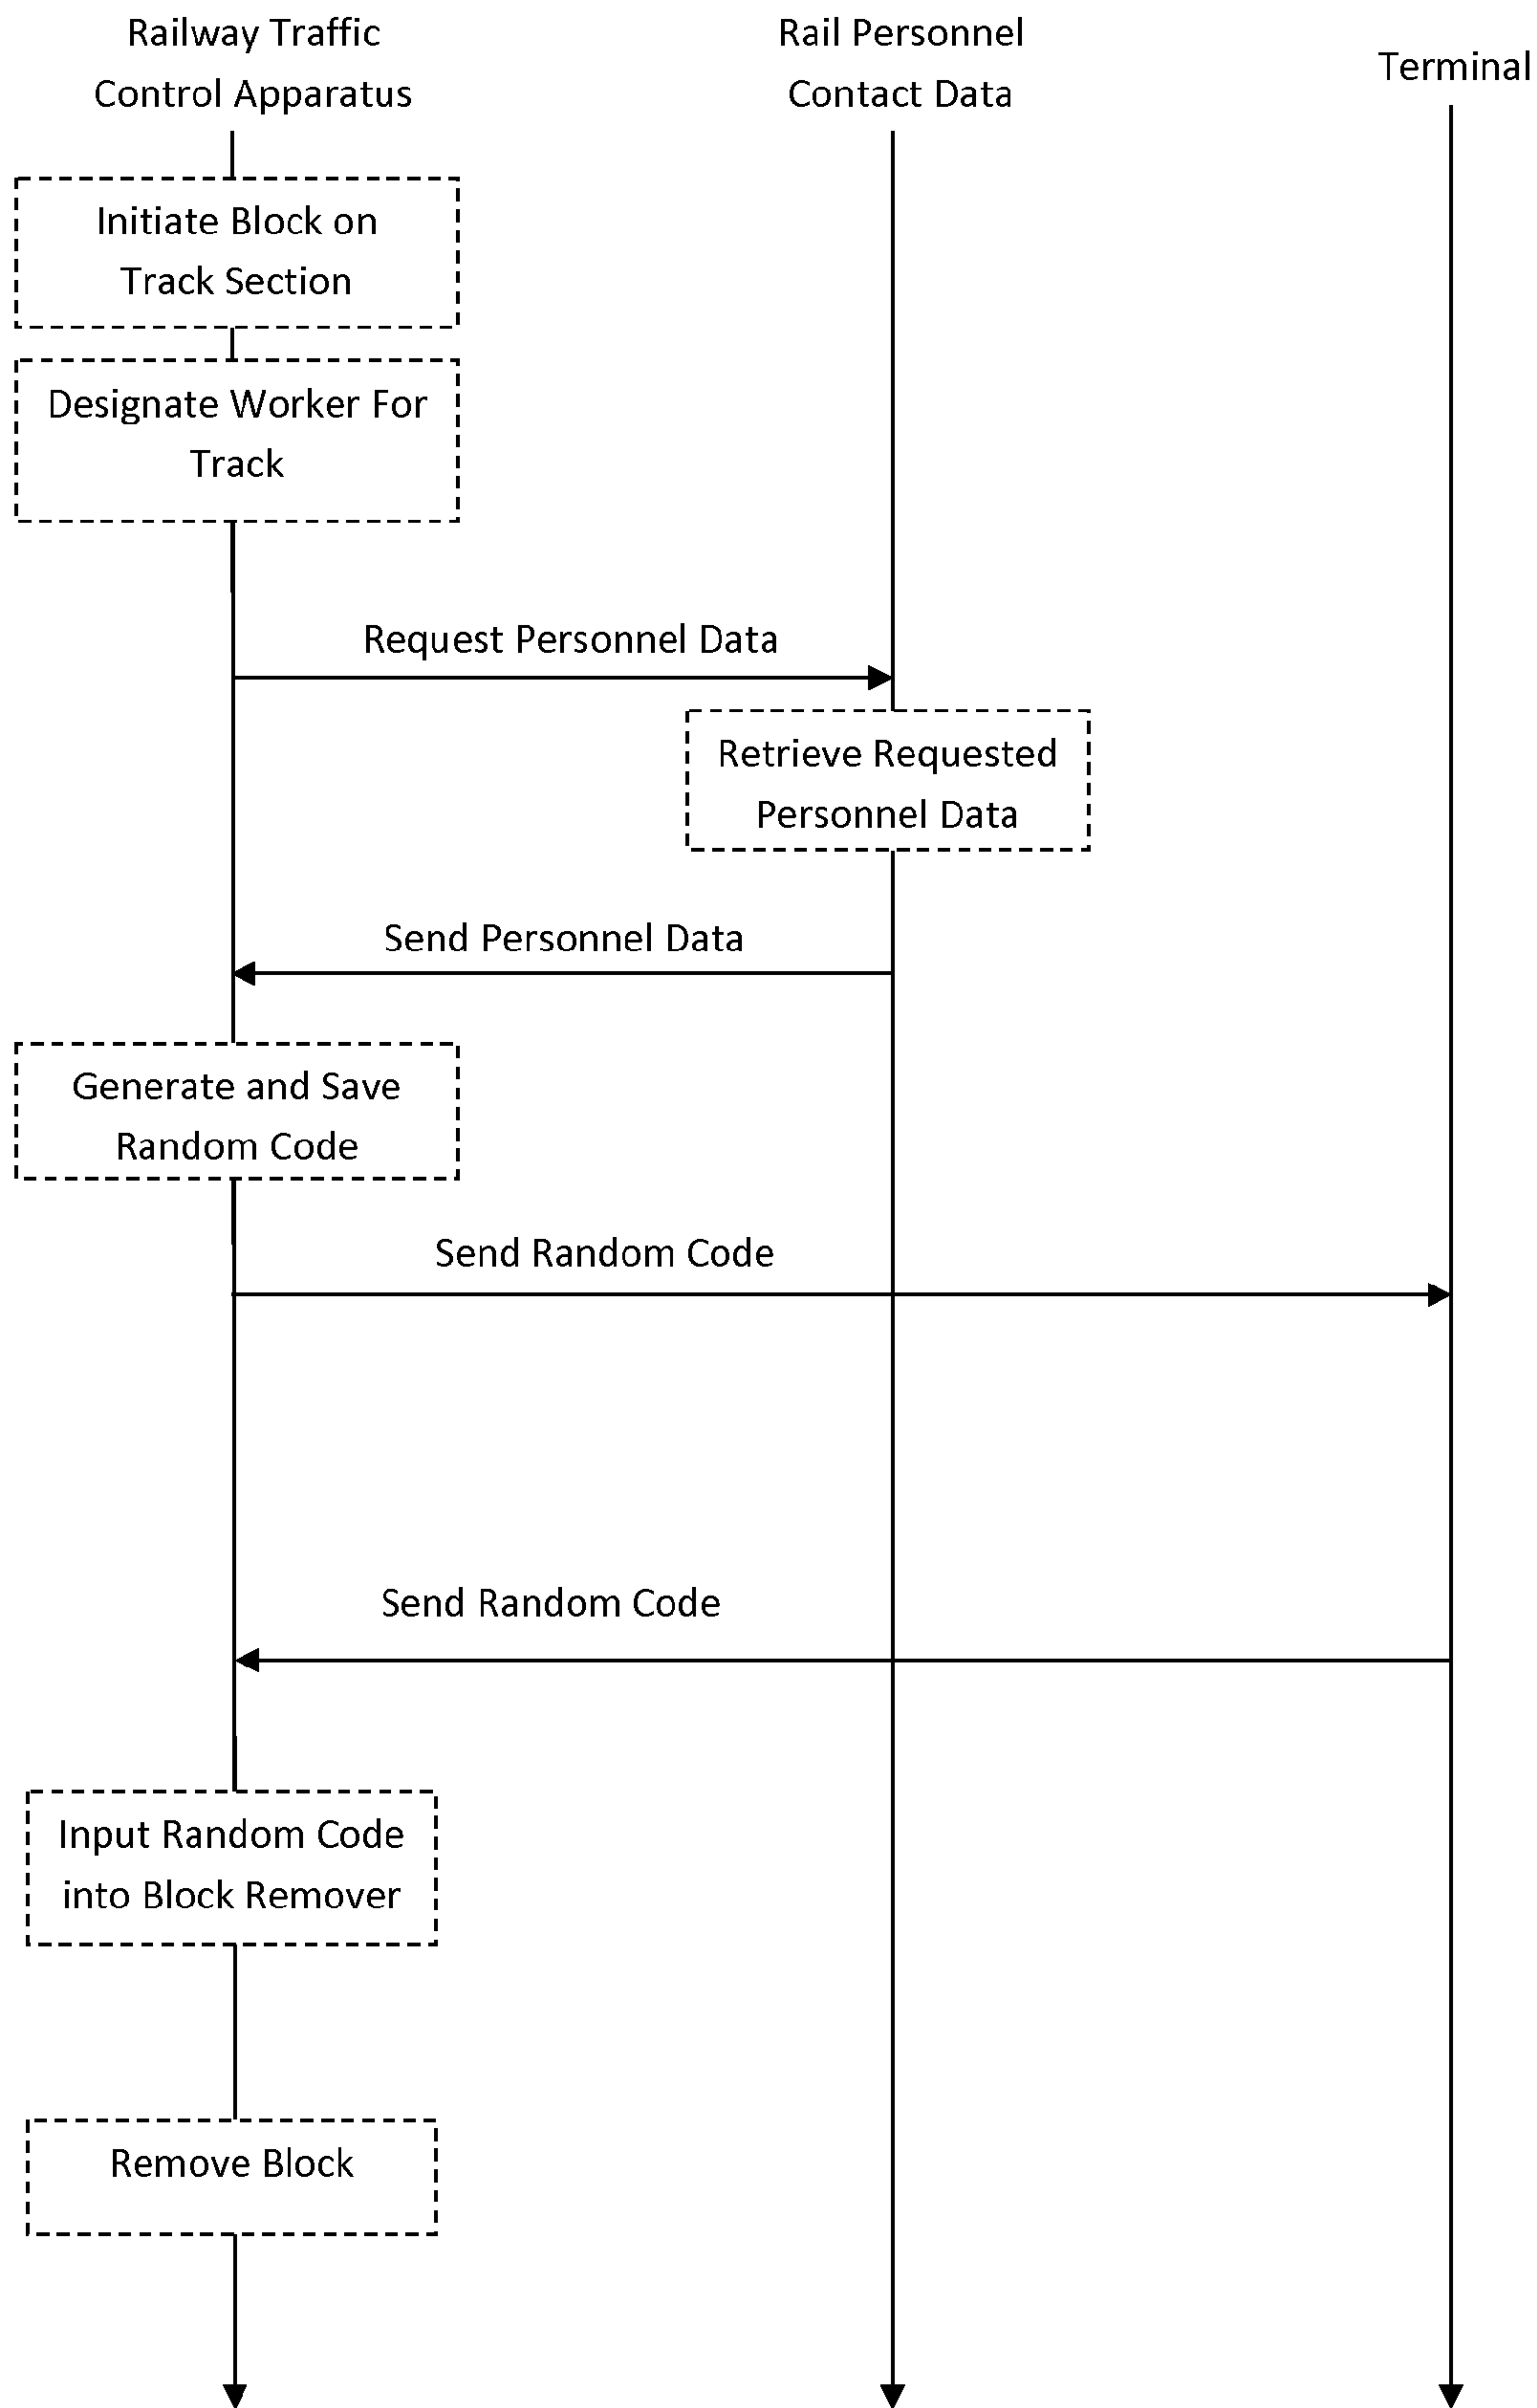 Railway Traffic
Control Apparatus
Rail Personnel
Contact Data
Terminal
Initiate Block on
Track Section
Designate Worker For
Track
Request Personnel Data
Retrieve Requested
Personnel Data
Send Personnel Data
Generate and Save
Random Code
Send Random Code
Send Random Code
Input Random Code
into Block Remover
Remove Block